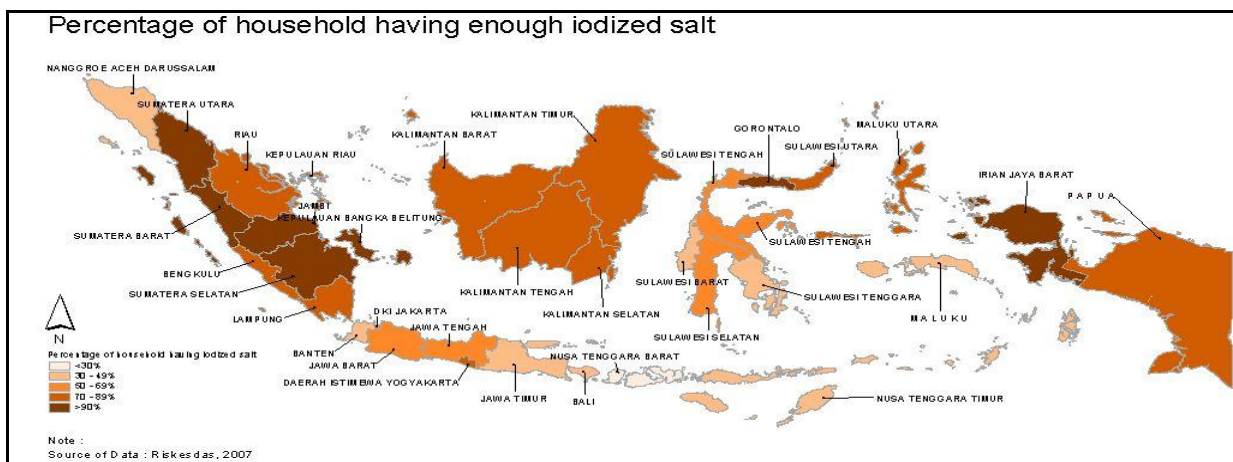 Percentage of household having enough iodized salt
NANGGROE ACEH DARUSSALAM
SUMATERA UTARA
RIAU
KEPULAUAN RIAU
KALIMANTAN BARAT
KALIMANTAN TIMUR
GORONTALO
SULAWESI TENGAH
SULAWESI UTARA
MALUKU UTARA
IRIAN JAYA BARAT
PAPUA
JAMBI
KEPULAUAN BANGKA BELITUNG
SUMATERA BARAT
BENGKULU
SUMATERA SELATAN
LAMPUNG
KALIMANTAN TENGAH
KALIMANTAN SELATAN
SULAWESI TENGAH
SULAWESI BARAT
SULAWESI TENGGARA
MALUKU
SULAWESI SELATAN
DKI JAKARTA
JAWA TENGAH
BANTEN
JAWA BARAT
DAERAH ISTIMEWA YOGYAKARTA
NUSA TENGGARA BARAT
JAWA TIMUR
BALI
NUSA TENGGARA TIMUR
N
Percentage of household having iodized salt
<30%
30 - 49%
50 - 69%
70 - 89%
>90%
Note :
Source of Data : Riskesdas, 2007